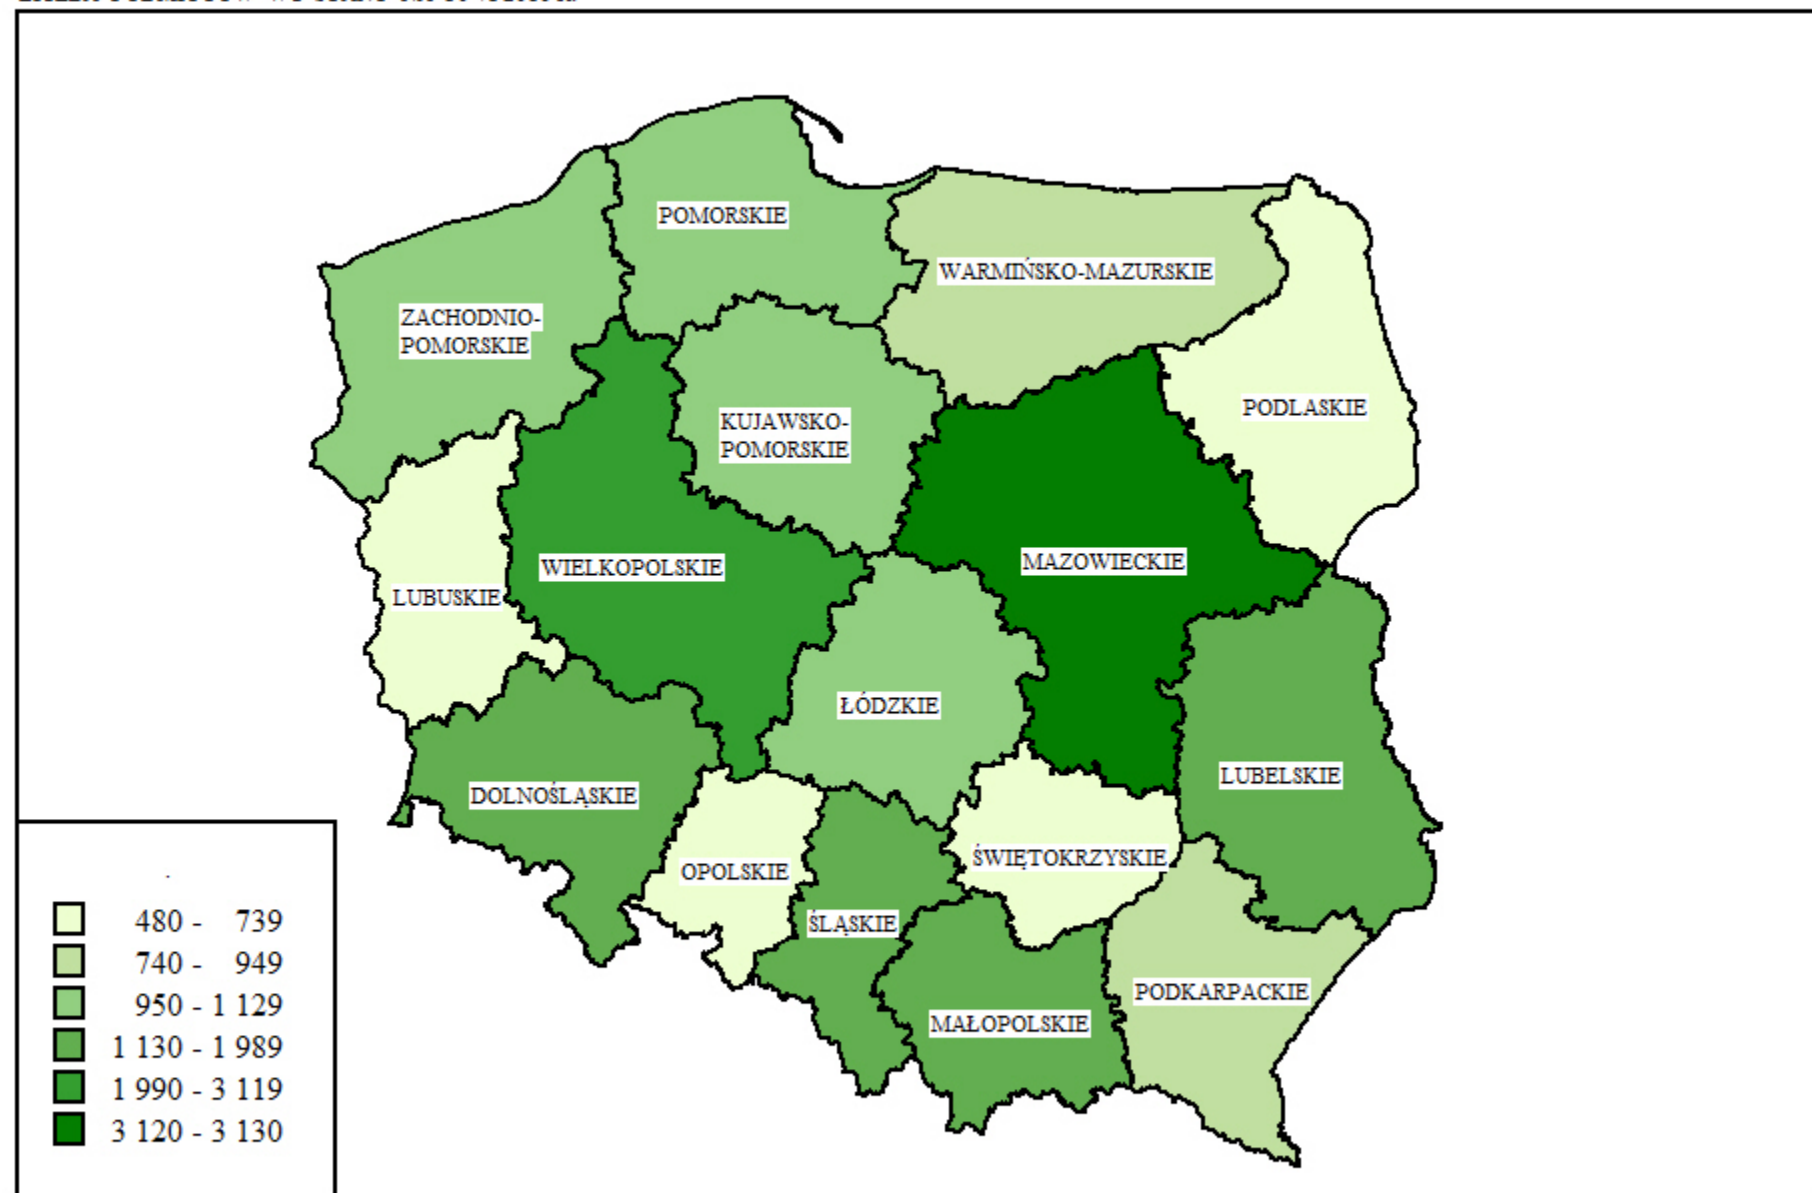 POMORSKIE
WARMIŃSKO-MAZURSKIE
ZACHODNIO-
POMORSKIE
PODLASKIE
KUJAWSKO-
POMORSKIE
MAZOWIECKIE
WIELKOPOLSKIE
LUBUSKIE
ŁÓDZKIE
LUBELSKIE
DOLNOŚLĄSKIE
ŚWIĘTOKRZYSKIE
OPOLSKIE
ŚLĄSKIE
PODKARPACKIE
MAŁOPOLSKIE
480 - 739
740 - 949
950 - 1 129
1 130 - 1 989
1 990 - 3 119
3 120 - 3 130